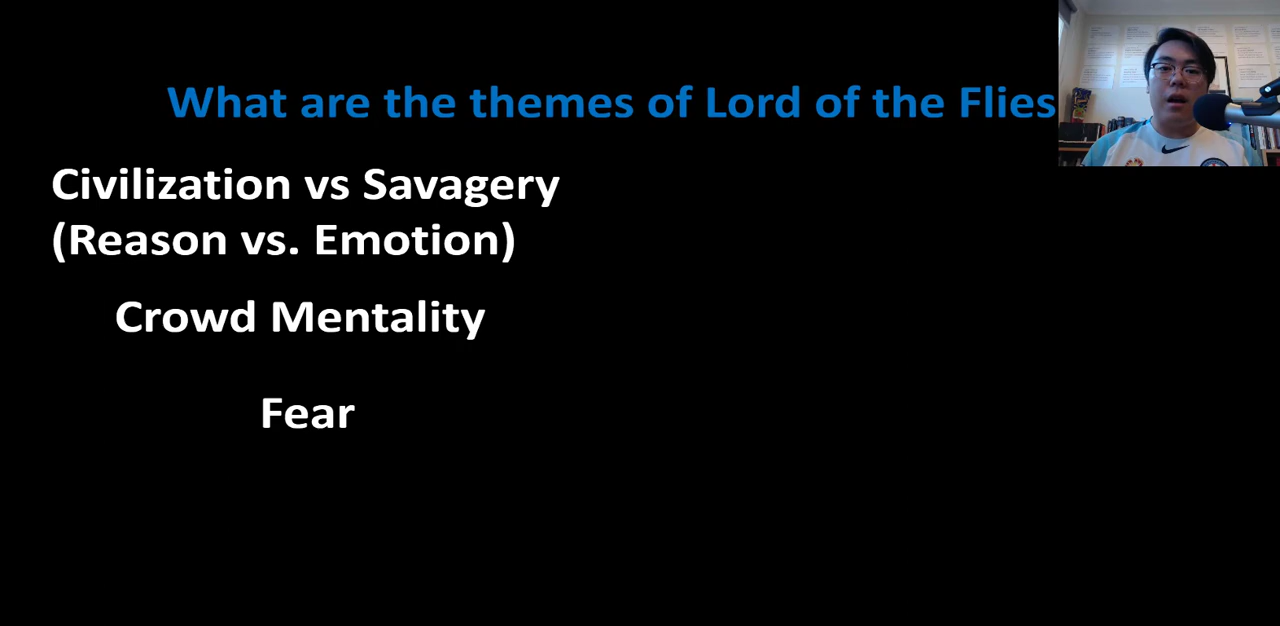 What are the themes of Lord of the Flies
Civilization vs Savagery
(Reason vs. Emotion)
Crowd Mentality
Fear